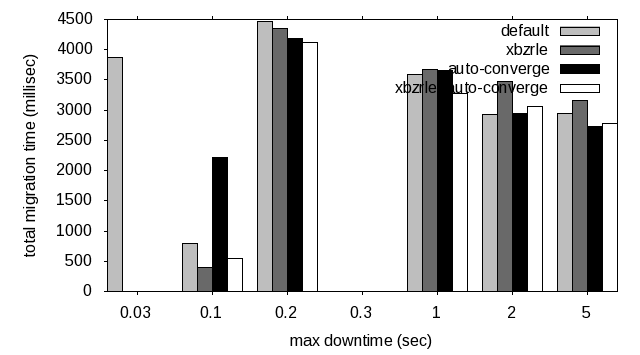 4500
4000
3500
3000
2500
2000
1500
1000
500
0
total migration time (millisec)
default
xbzrle
auto-converge
xbzrle auto-converge
0.03 0.1 0.2 0.3 1 2 5
max downtime (sec)